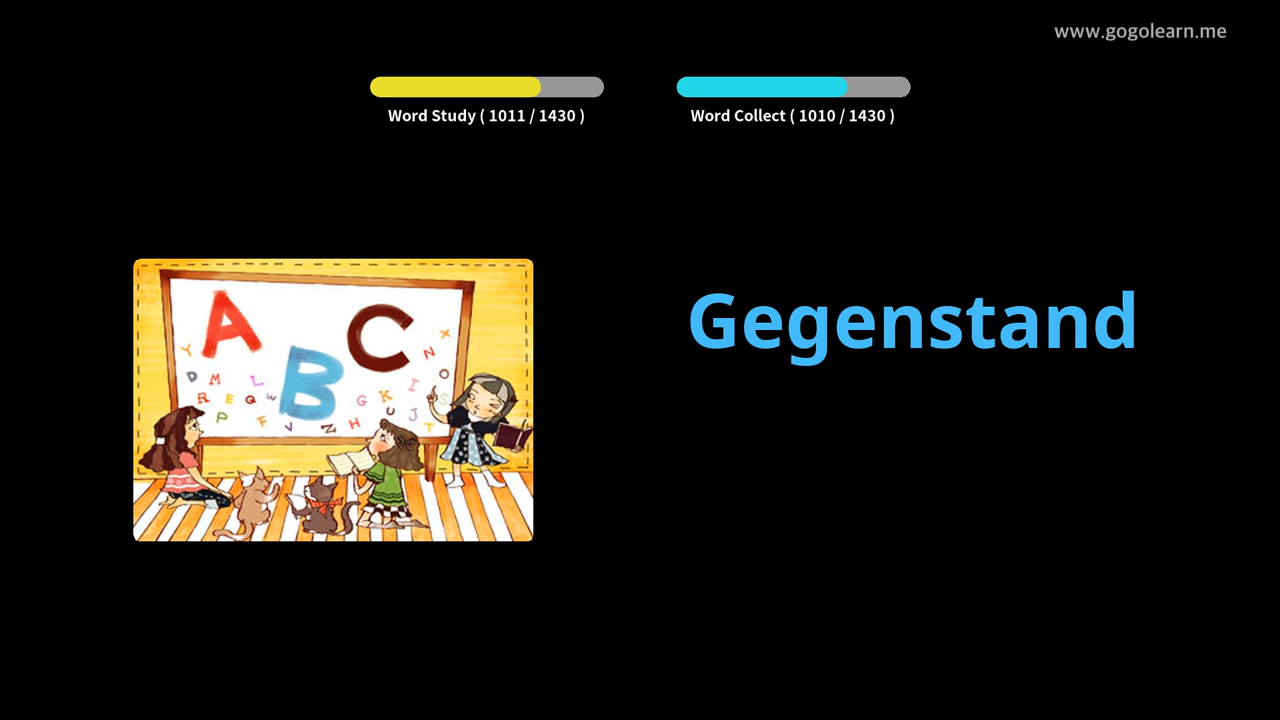 www.gogolearn.me
Word Study ( 1011 / 1430 )
Word Collect ( 1010 / 1430 )
Gegenstand
A
C
B
Y
X
N
D M L O
R E Q W G K I S
P F V Z H U J T